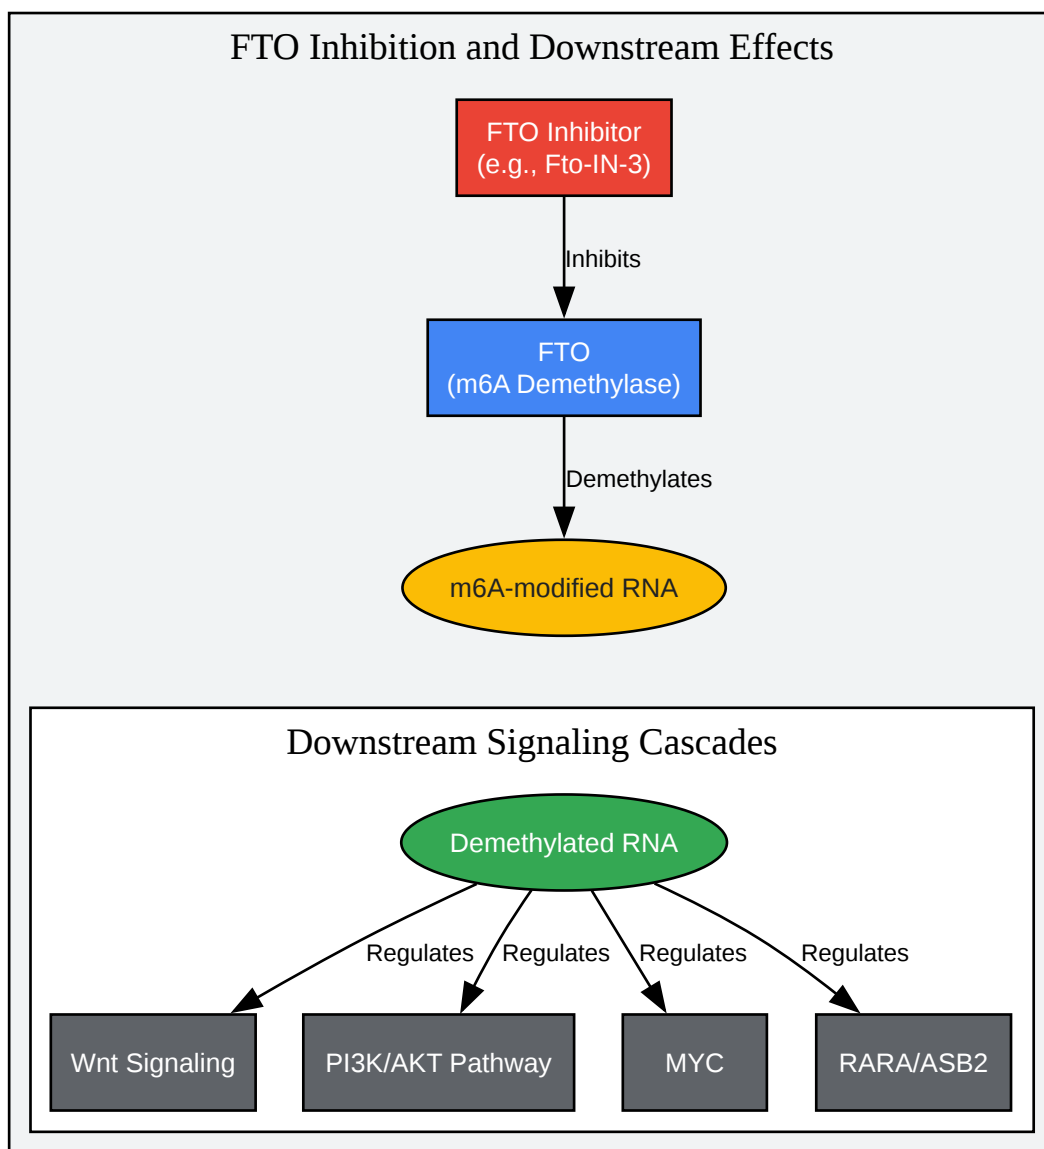 FTO Inhibition and Downstream Effects
FTO Inhibitor
(e.g., Fto-IN-3)
Inhibits
FTO
(m6A Demethylase)
Demethylates
m6A-modified RNA
Downstream Signaling Cascades
Demethylated RNA
Regulates
Regulates
Regulates
Regulates
Wnt Signaling
PI3K/AKT Pathway
MYC
RARA/ASB2